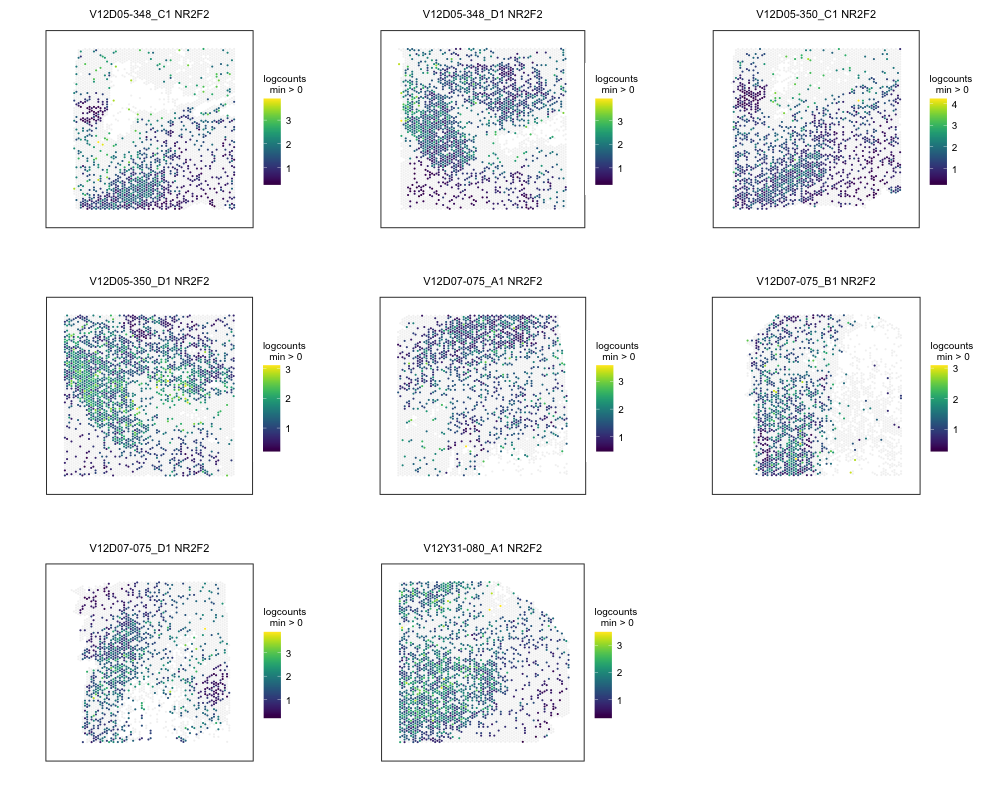 V12D05-348_C1 NR2F2
logcounts
min > 0
3
2
1
V12D05-348_D1 NR2F2
logcounts
min > 0
3
2
1
V12D05-350_C1 NR2F2
logcounts
min > 0
4
3
2
1
V12D05-350_D1 NR2F2
logcounts
min > 0
3
2
1
V12D07-075_A1 NR2F2
logcounts
min > 0
3
2
1
V12D07-075_B1 NR2F2
logcounts
min > 0
3
2
1
V12D07-075_D1 NR2F2
logcounts
min > 0
3
2
1
V12Y31-080_A1 NR2F2
logcounts
min > 0
3
2
1